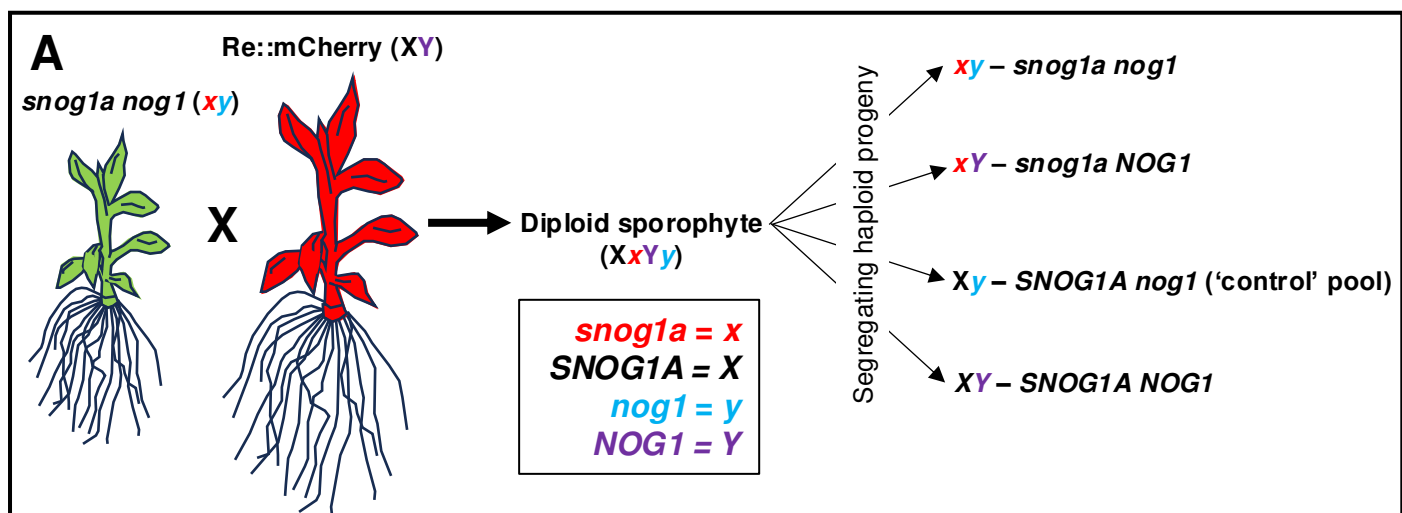 A
Re::mCherry (XY)
snog1a nog1 (xy)
X
Diploid sporophyte
(XxYy)
snog1a = x
SNOG1A = X
nog1 = y
NOG1 = Y
Segregating haploid progeny
xy – snog1a nog1
xY – snog1a NOG1
Xy – SNOG1A nog1 (‘control’ pool)
XY – SNOG1A NOG1